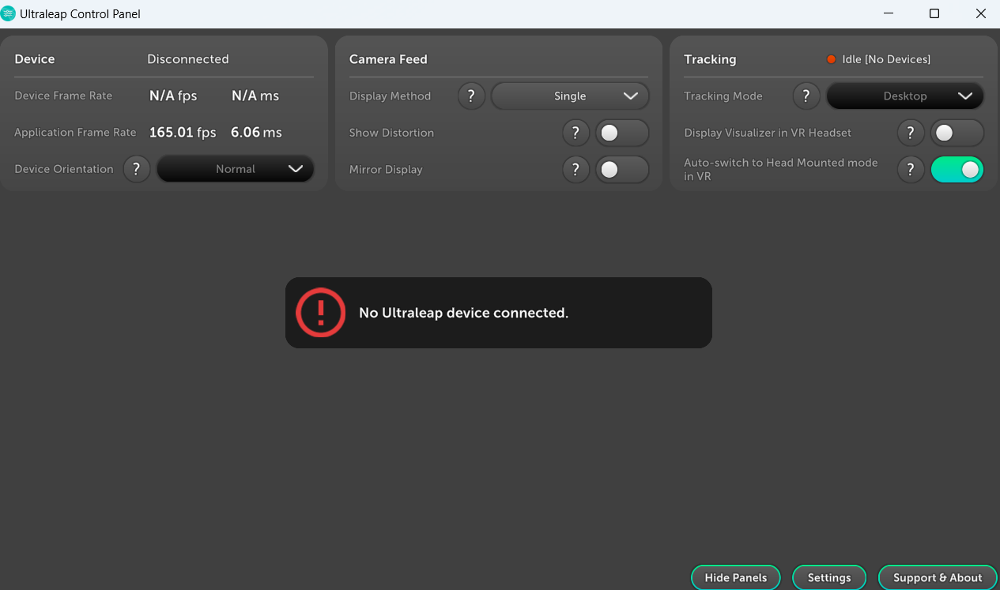 Ultraleap Control Panel
Device Disconnected
Device Frame Rate N/A fps N/A ms
Application Frame Rate 165.01 fps 6.06 ms
Device Orientation ? Normal
Camera Feed
Display Method ? Single
Show Distortion ?
Mirror Display ?
Tracking Idle [No Devices]
Tracking Mode ? Desktop
Display Visualizer in VR Headset ?
Auto-switch to Head Mounted mode
in VR ?
! No Ultraleap device connected.
Hide Panels Settings Support & About